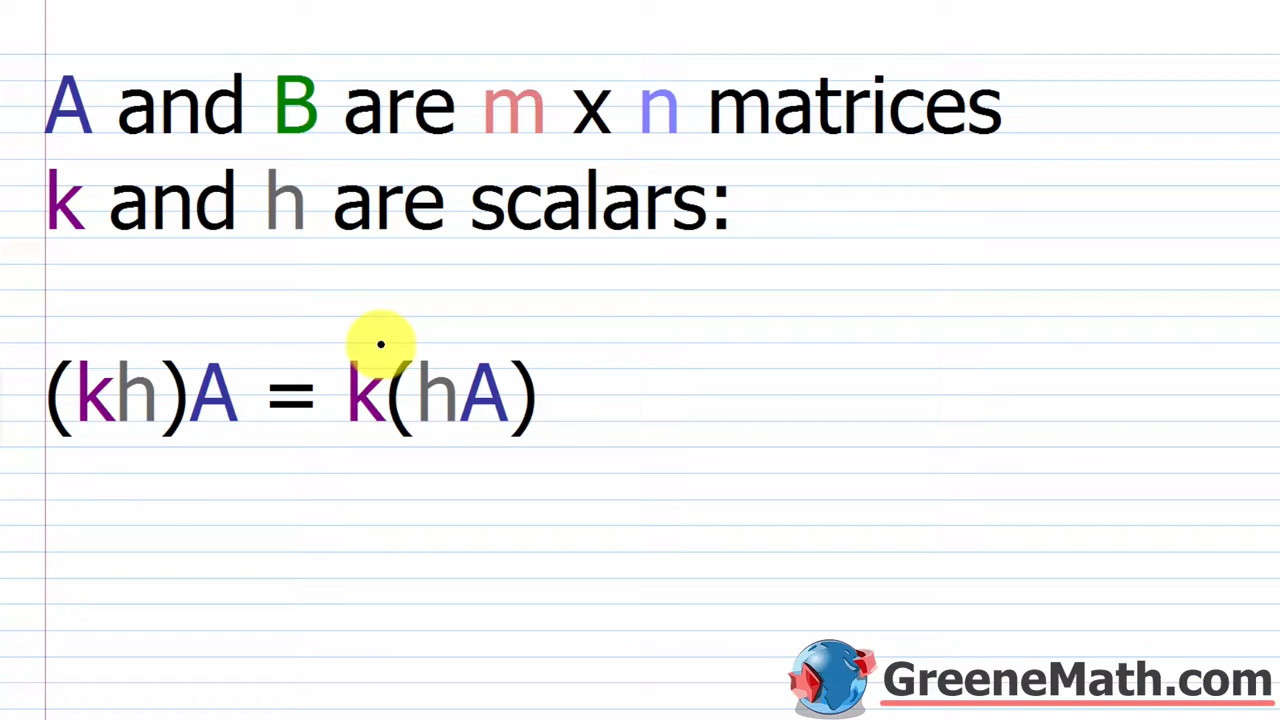 A and B are m x n matrices
k and h are scalars:
(kh)A = k(hA)
GreeneMath.com